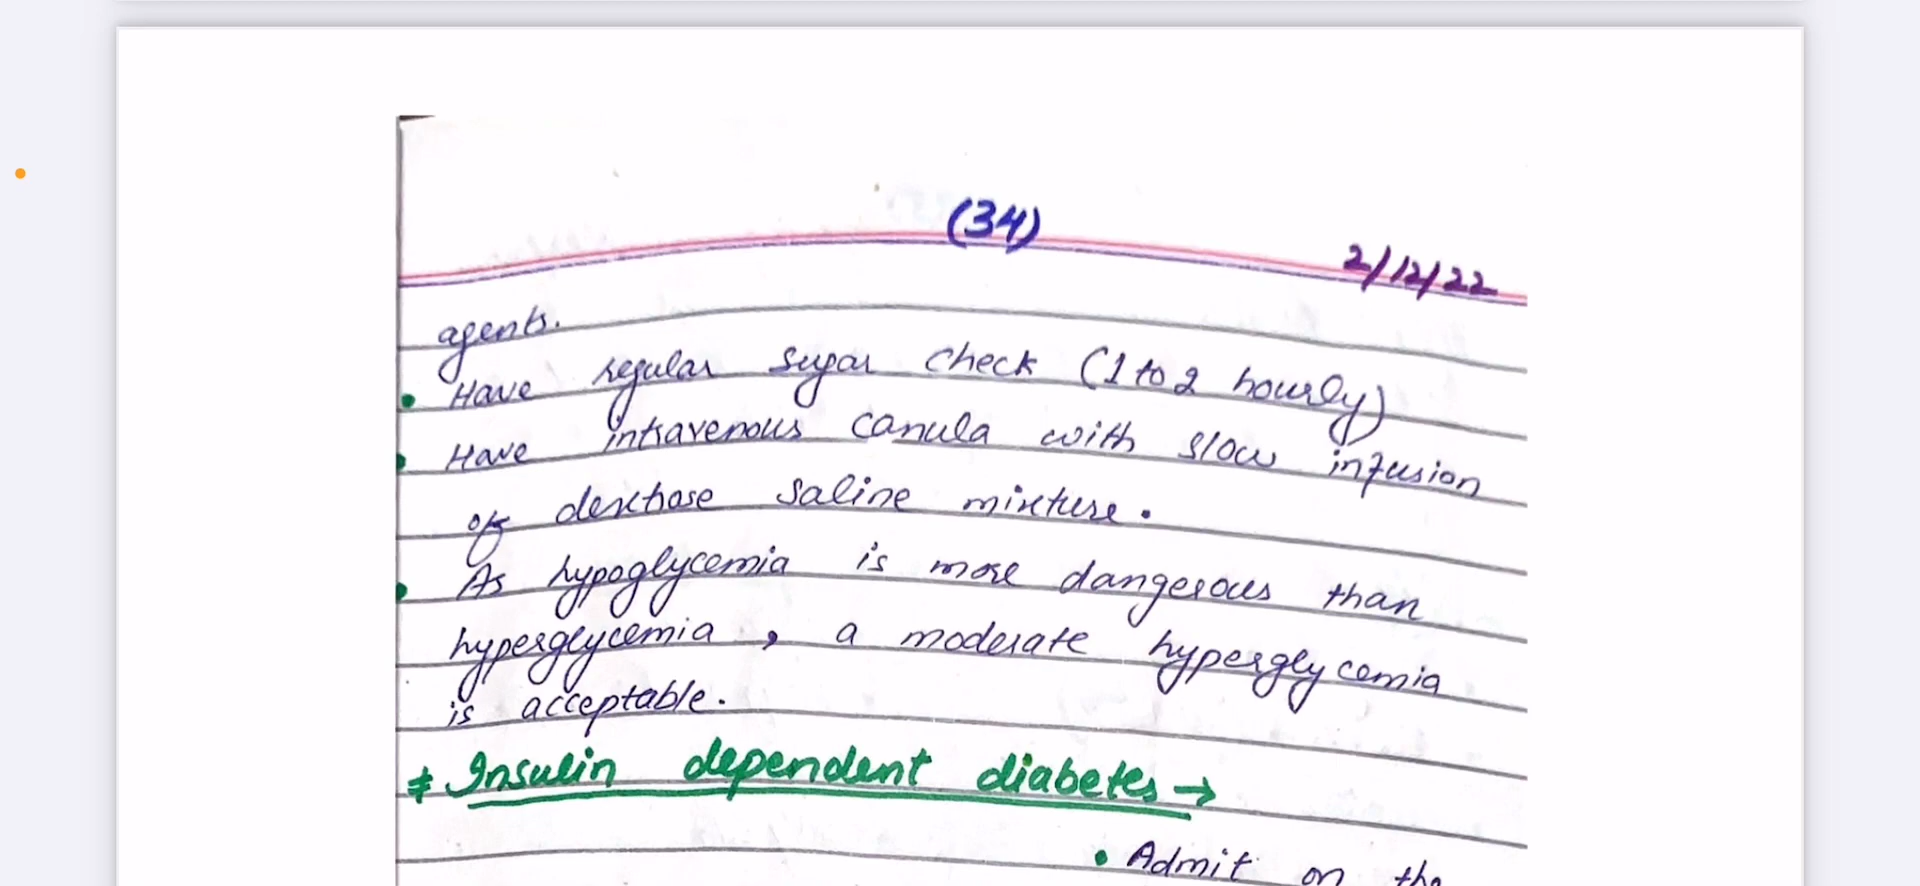 (34)
2/12/22
agents.
• Have regular sugar check (1 to 2 hourly)
• Have intravenous canula with slow infusion
of dextrose saline mixture.
• As hypoglycemia is more dangerous than
hyperglycemia, a moderate hyperglycemia
is acceptable.
* Insulin dependent diabetes →
• Admit on the